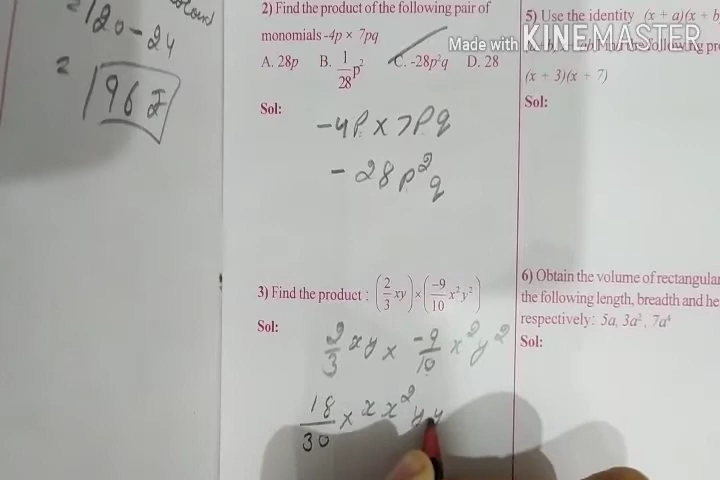 120-24
2
196
2) Find the product of the following pair of
monomials -4p × 7pq
A. 28p B. 1/28 p² C. -28p²q D. 28
Sol:
-4p × 7pq
-28p²q
3) Find the product : (2/3 xy) × (-9/10 x²y²)
Sol:
2/3 xy × -9/10 x²y²
18/30 × x x² y y
5) Use the identity (x + a)(x + b
Made with KINEMASTER
(x + 3)(x + 7)
Sol:
6) Obtain the volume of rectangular
the following length, breadth and he
respectively: 5a, 3a², 7a⁴
Sol: